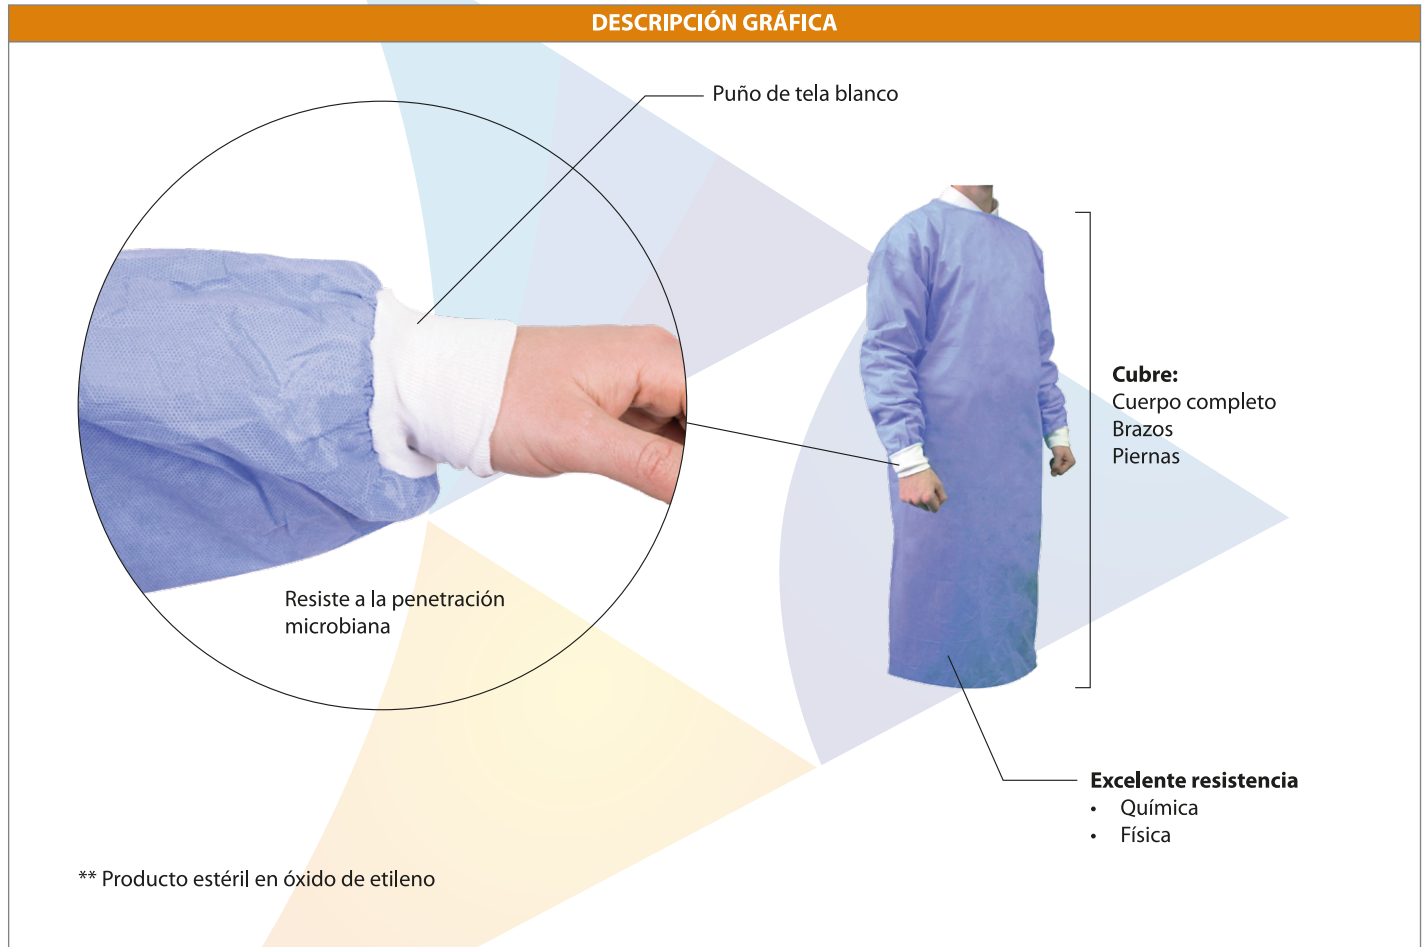 DESCRIPCIÓN GRÁFICA
Puño de tela blanco
Cubre:
Cuerpo completo
Brazos
Piernas
Resiste a la penetración
microbiana
Excelente resistencia
• Química
• Física
** Producto estéril en óxido de etileno